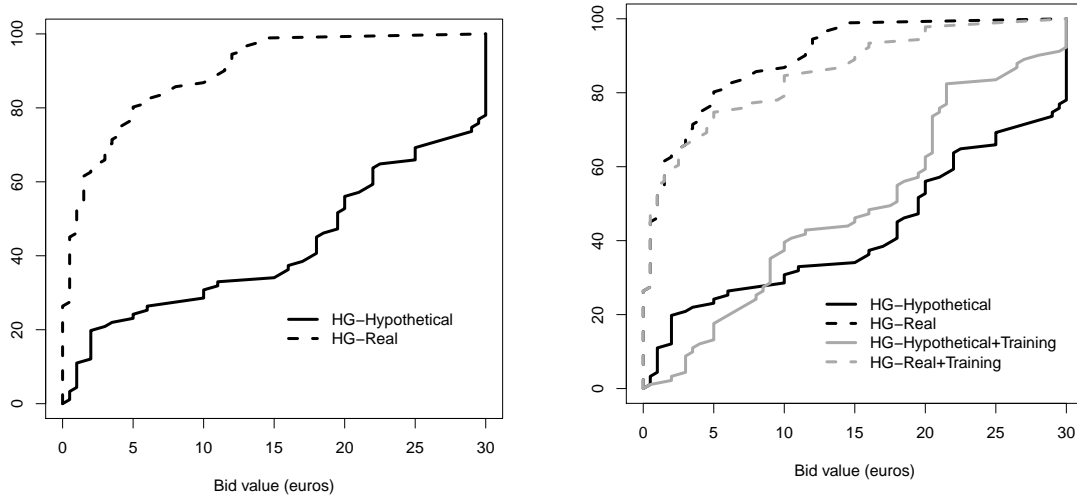 100
80
60
40
20
0
HG−Hypothetical
HG−Real
0 5 10 15 20 25 30
Bid value (euros)
100
80
60
40
20
0
HG−Hypothetical
HG−Real
HG−Hypothetical+Training
HG−Real+Training
0 5 10 15 20 25 30
Bid value (euros)